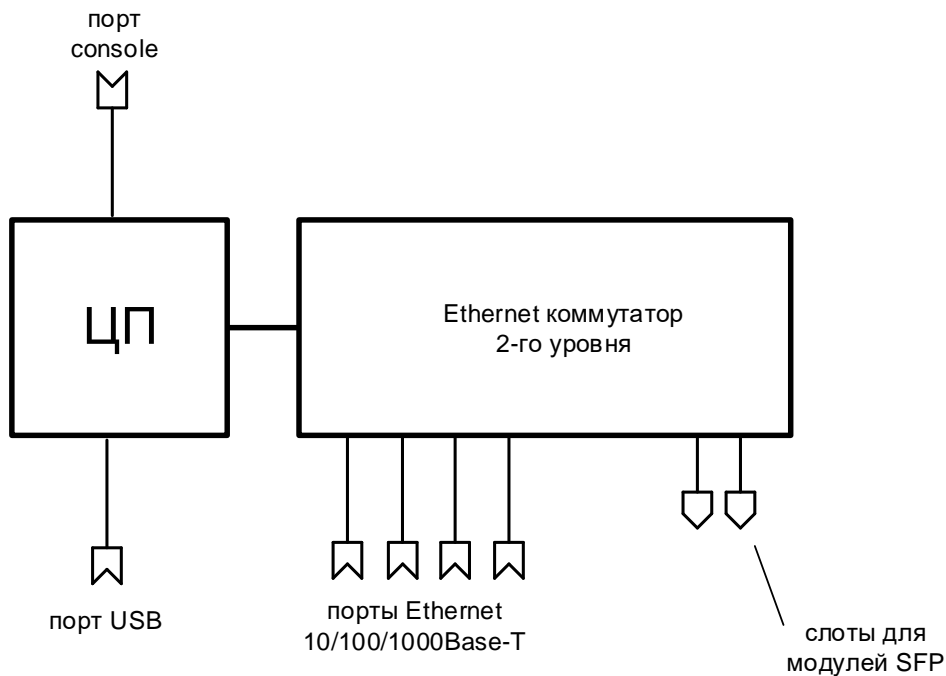 порт
console
ЦП
Ethernet коммутатор
2-го уровня
порт USB
порты Ethernet
10/100/1000Base-T
слоты для
модулей SFP